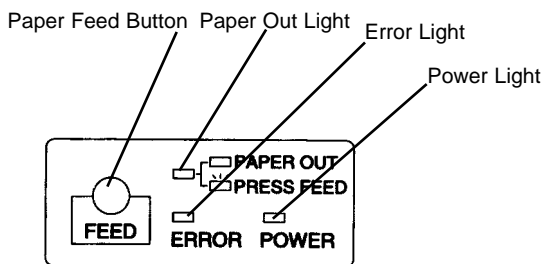 Paper Feed Button Paper Out Light
Error Light
Power Light
PAPER OUT
PRESS FEED
FEED
ERROR POWER